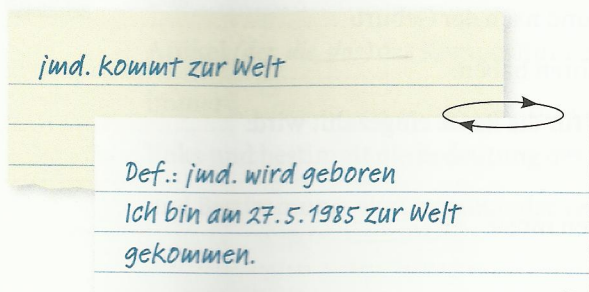 jmd. kommt zur Welt
Def.: jmd. wird geboren
Ich bin am 27.5.1985 zur Welt
gekommen.